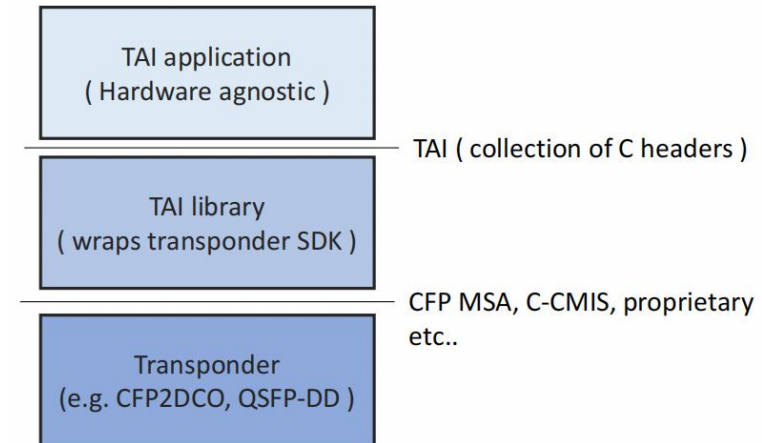 TAI application
( Hardware agnostic )
TAI ( collection of C headers )
TAI library
( wraps transponder SDK )
CFP MSA, C-CMIS, proprietary
etc..
Transponder
(e.g. CFP2DCO, QSFP-DD )